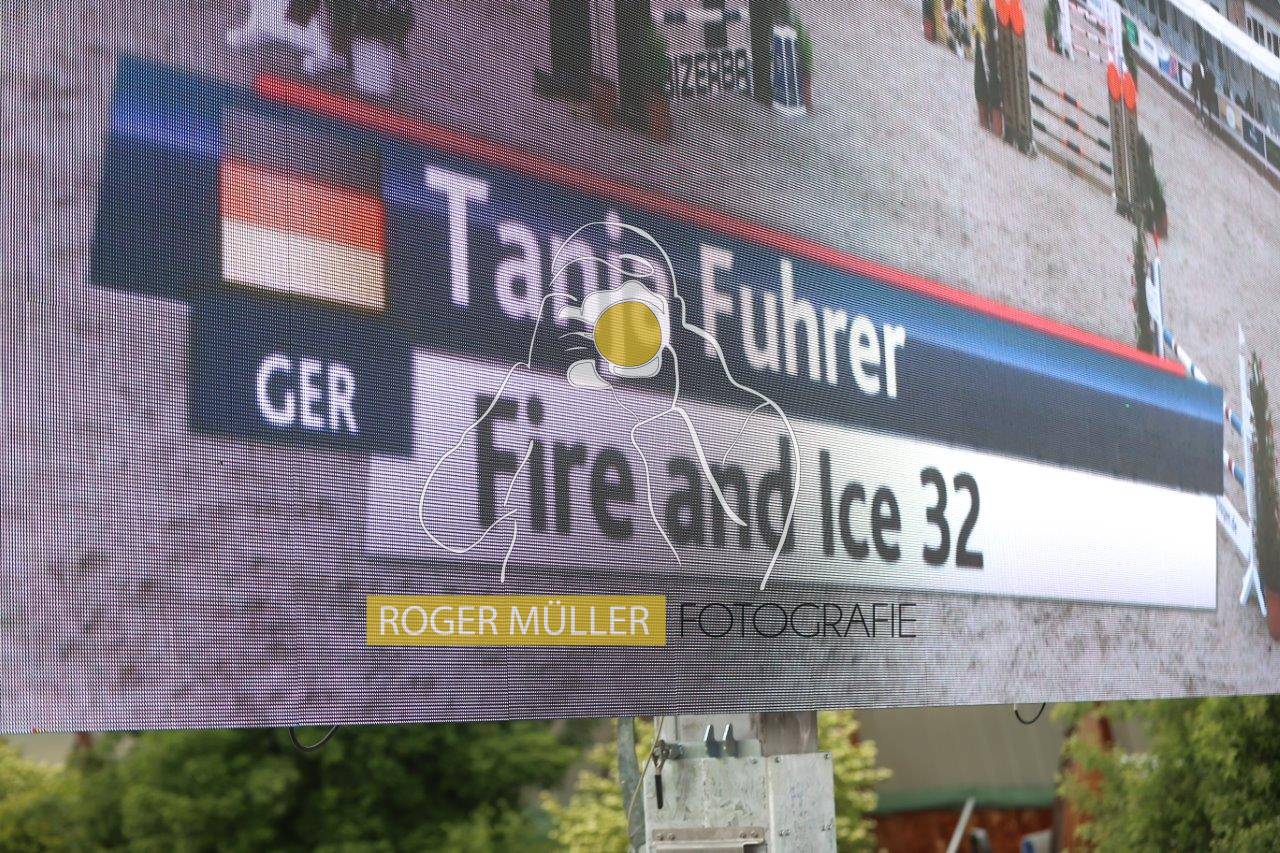 Tanja Fuhrer
GER
Fire and Ice 32
ROGER MÜLLER FOTOGRAFIE